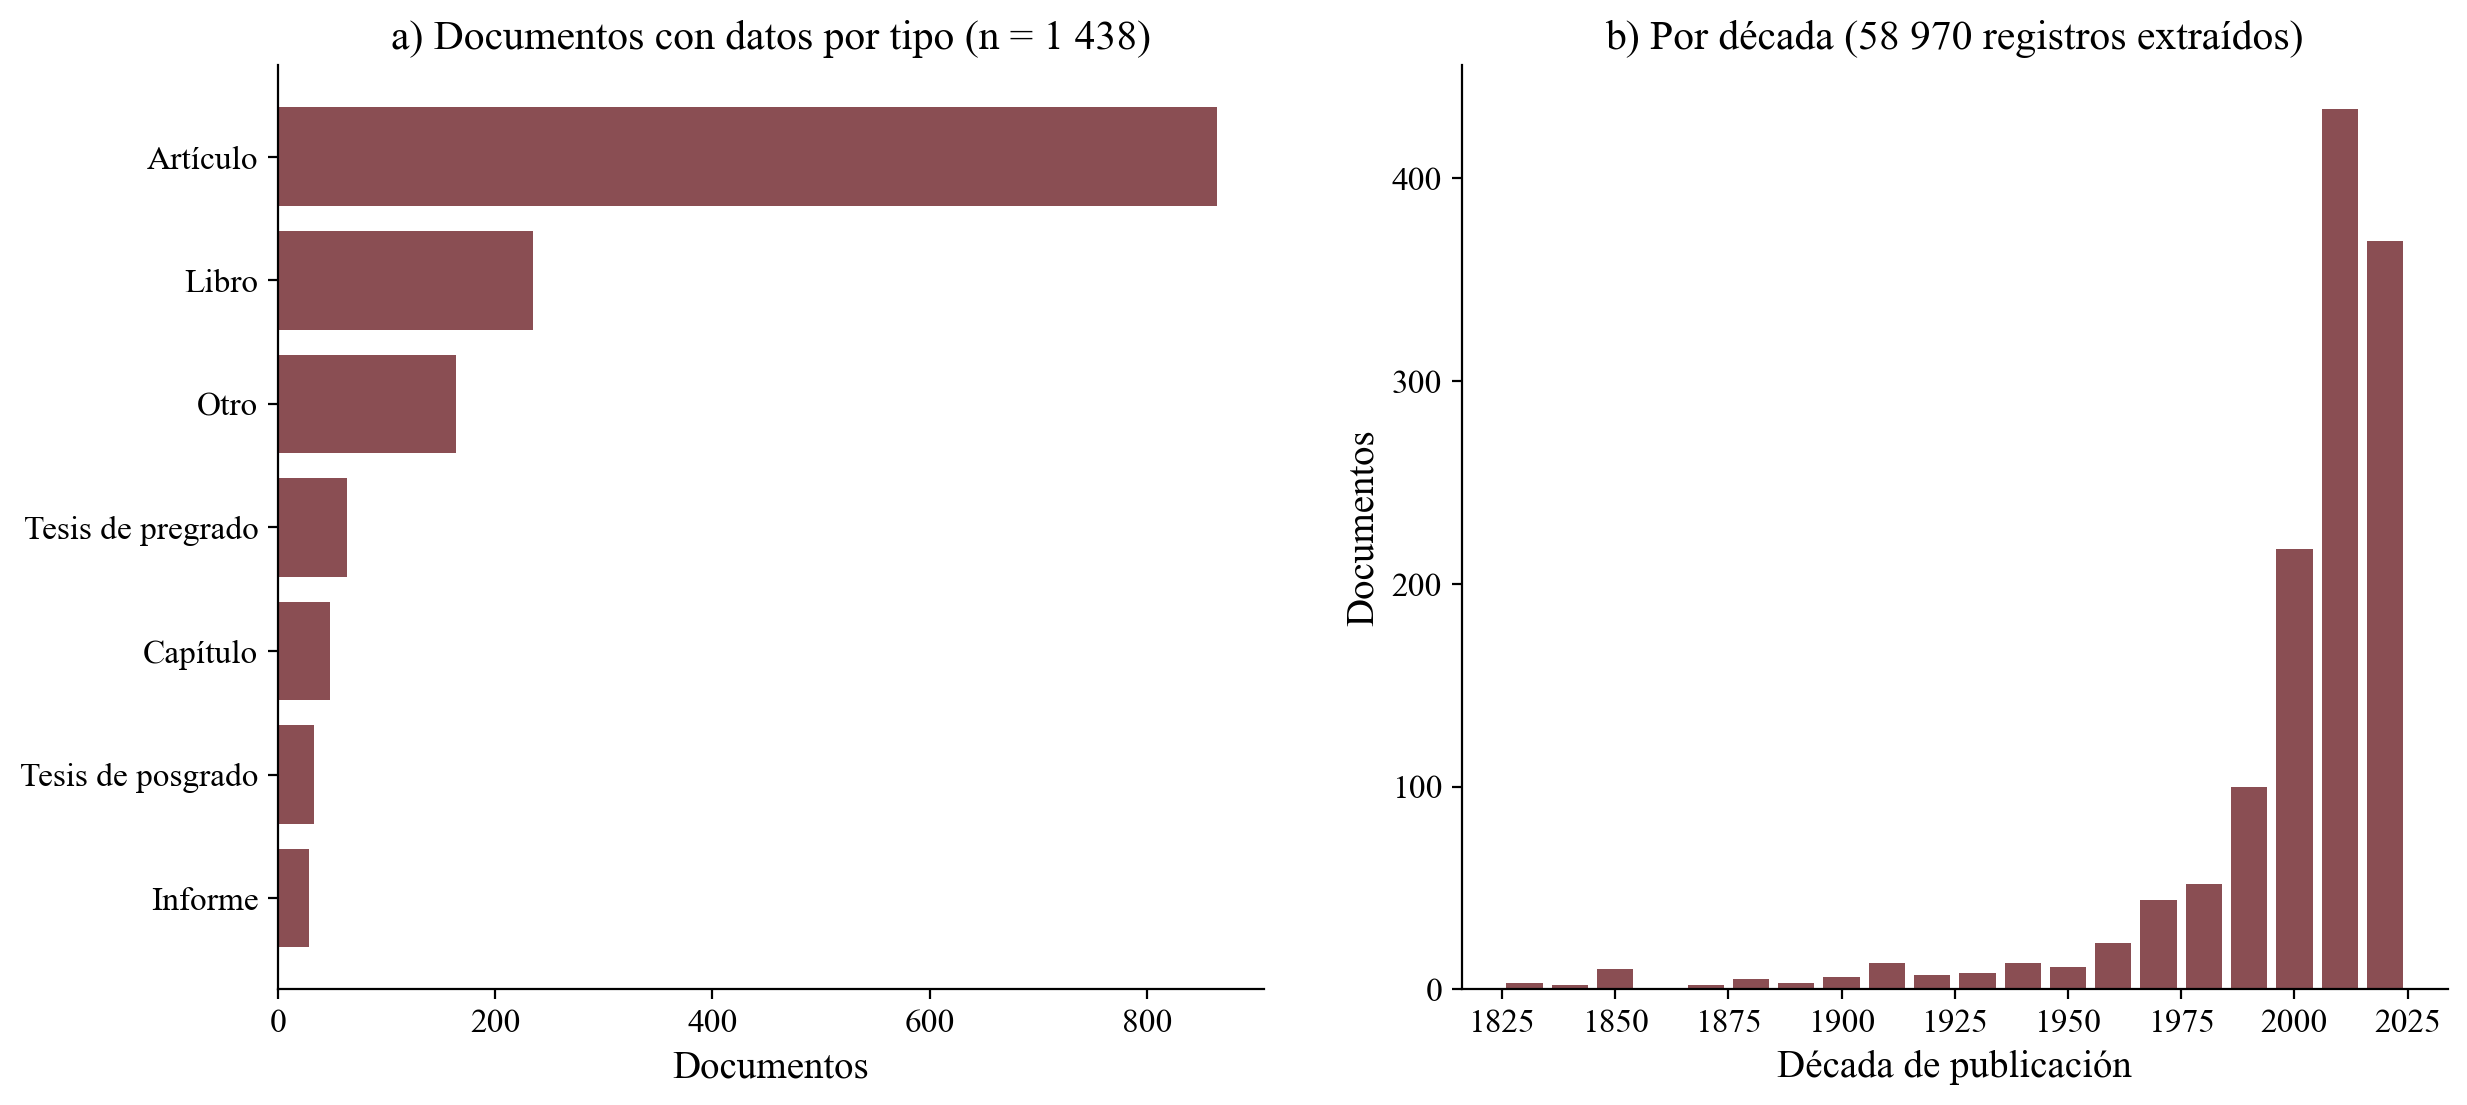 a) Documentos con datos por tipo (n = 1 438)
Artículo
Libro
Otro
Tesis de pregrado
Capítulo
Tesis de posgrado
Informe
0 200 400 600 800
Documentos
b) Por década (58 970 registros extraídos)
400
300
200
100
0
Documentos
1825 1850 1875 1900 1925 1950 1975 2000 2025
Década de publicación